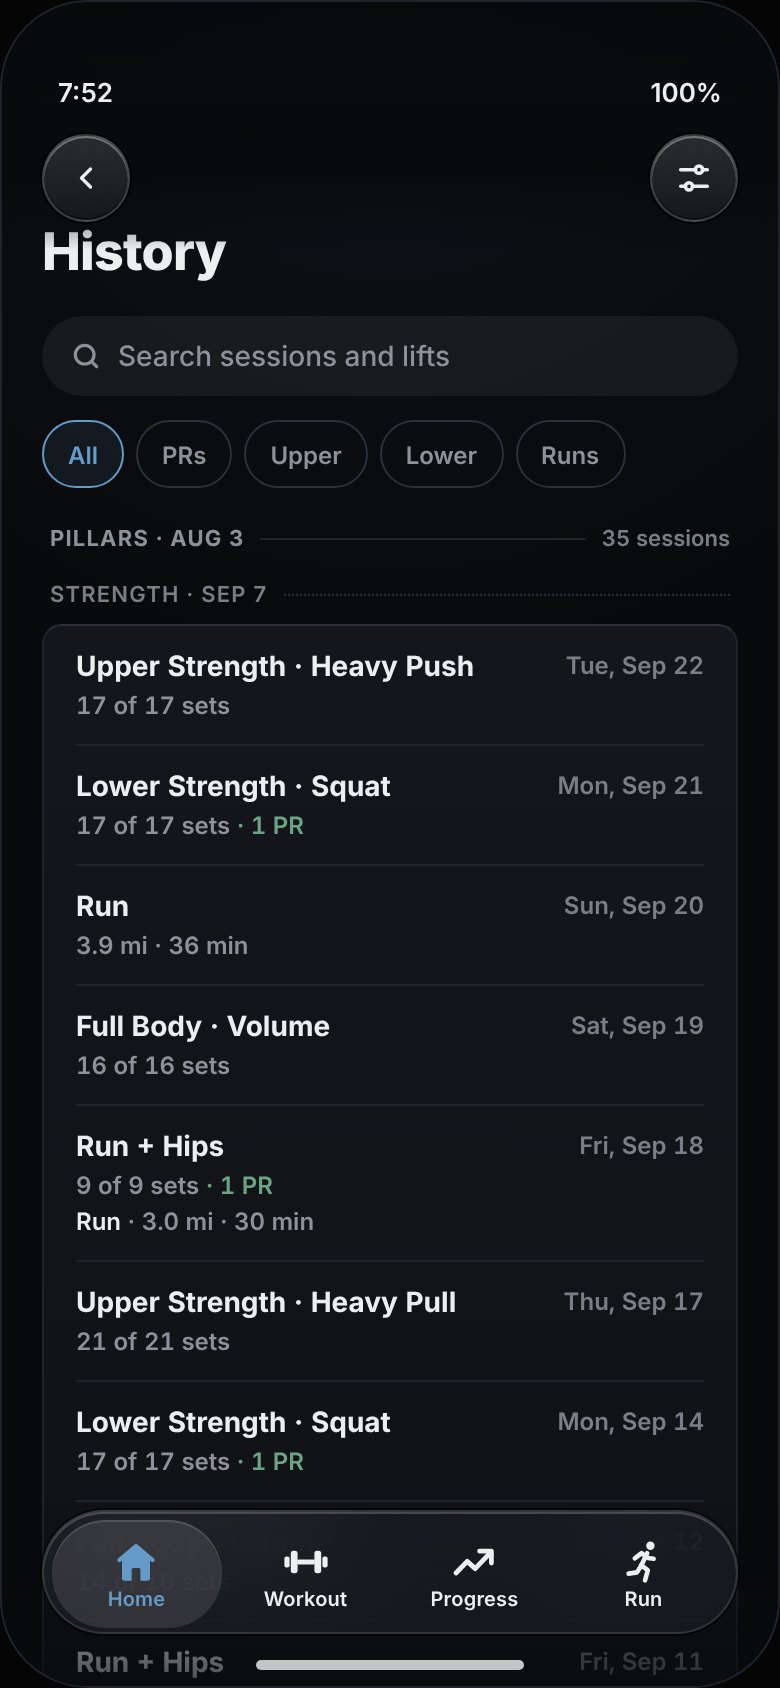 7:52 100%
History
Search sessions and lifts
All PRs Upper Lower Runs
PILLARS · AUG 3 35 sessions
STRENGTH · SEP 7
Upper Strength · Heavy Push Tue, Sep 22
17 of 17 sets
Lower Strength · Squat Mon, Sep 21
17 of 17 sets · 1 PR
Run Sun, Sep 20
3.9 mi · 36 min
Full Body · Volume Sat, Sep 19
16 of 16 sets
Run + Hips Fri, Sep 18
9 of 9 sets · 1 PR
Run · 3.0 mi · 30 min
Upper Strength · Heavy Pull Thu, Sep 17
21 of 21 sets
Lower Strength · Squat Mon, Sep 14
17 of 17 sets · 1 PR
Home Workout Progress Run
Run + Hips Fri, Sep 11